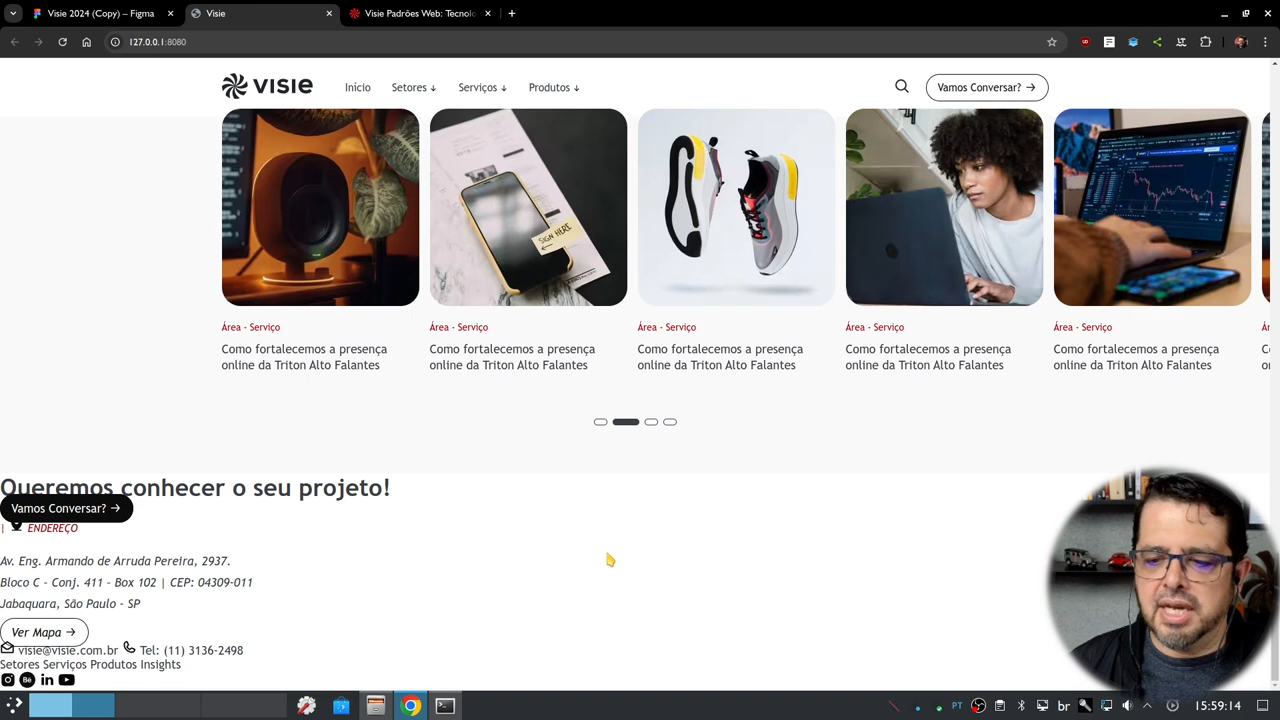 Visie 2024 (Copy) – Figma
Visie
Visie Padrões Web: Tecnolo
127.0.0.1:8080
VISIE
Início
Setores ↓
Serviços ↓
Produtos ↓
Vamos Conversar? →
SIGN HERE
Área - Serviço
Área - Serviço
Área - Serviço
Área - Serviço
Área - Serviço
Como fortalecemos a presença
online da Triton Alto Falantes
Como fortalecemos a presença
online da Triton Alto Falantes
Como fortalecemos a presença
online da Triton Alto Falantes
Como fortalecemos a presença
online da Triton Alto Falantes
Como fortalecemos a presença
online da Triton Alto Falantes
Queremos conhecer o seu projeto!
Vamos Conversar? →
| ENDEREÇO
Av. Eng. Armando de Arruda Pereira, 2937.
Bloco C - Conj. 411 – Box 102 | CEP: 04309-011
Jabaquara, São Paulo - SP
Ver Mapa →
visie@visie.com.br Tel: (11) 3136-2498
Setores Serviços Produtos Insights
PT
br
15:59:14